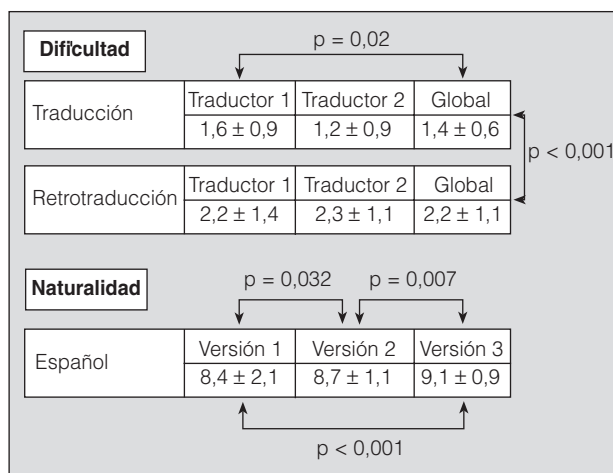 Dificultad
p = 0,02
Traducción
Traductor 1 Traductor 2 Global
1,6 ± 0,9 1,2 ± 0,9 1,4 ± 0,6
p < 0,001
Retrotraducción
Traductor 1 Traductor 2 Global
2,2 ± 1,4 2,3 ± 1,1 2,2 ± 1,1
Naturalidad
p = 0,032 p = 0,007
Español
Versión 1 Versión 2 Versión 3
8,4 ± 2,1 8,7 ± 1,1 9,1 ± 0,9
p < 0,001